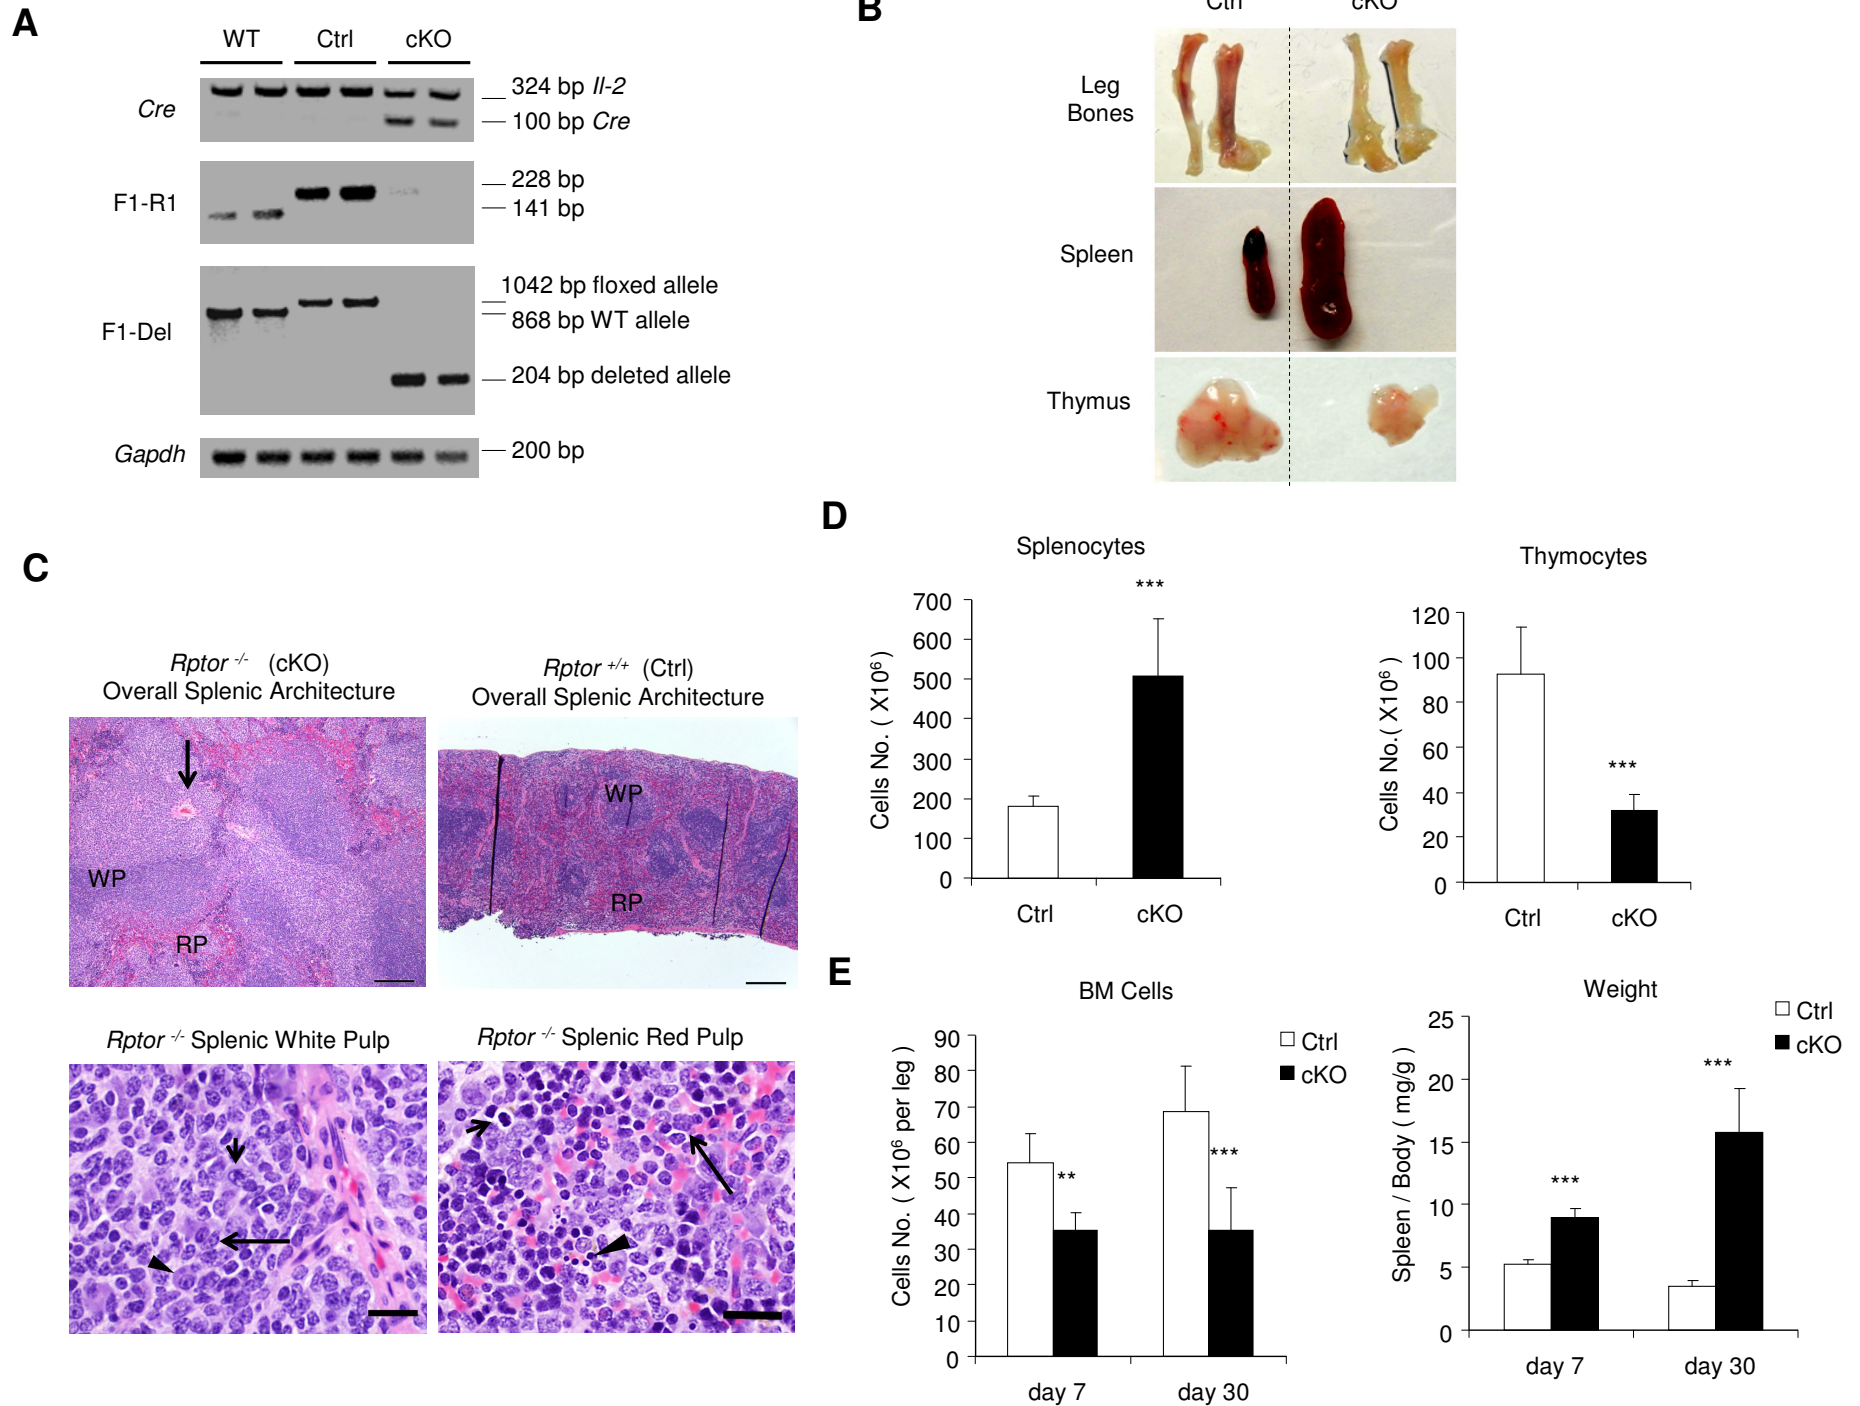 A
WT Ctrl cKO
Cre
324 bp Il-2
100 bp Cre
F1-R1
228 bp
141 bp
F1-Del
1042 bp floxed allele
868 bp WT allele
204 bp deleted allele
Gapdh
200 bp
B
Ctrl cKO
Leg
Bones
Spleen
Thymus
C
Rptor -/- (cKO)
Overall Splenic Architecture
WP
RP
Rptor +/+ (Ctrl)
Overall Splenic Architecture
WP
RP
Rptor -/- Splenic White Pulp
Rptor -/- Splenic Red Pulp
D
Splenocytes
***
Cells No. ( X10⁶ )
700
600
500
400
300
200
100
0
Ctrl cKO
Thymocytes
***
Cells No.( X10⁶ )
120
100
80
60
40
20
0
Ctrl cKO
E
BM Cells
Ctrl
cKO
Cells No. ( X10⁶ per leg )
90
80
70
60
50
40
30
20
10
0
**
***
day 7 day 30
Weight
Ctrl
cKO
Spleen / Body ( mg/g )
25
20
15
10
5
0
***
***
day 7 day 30